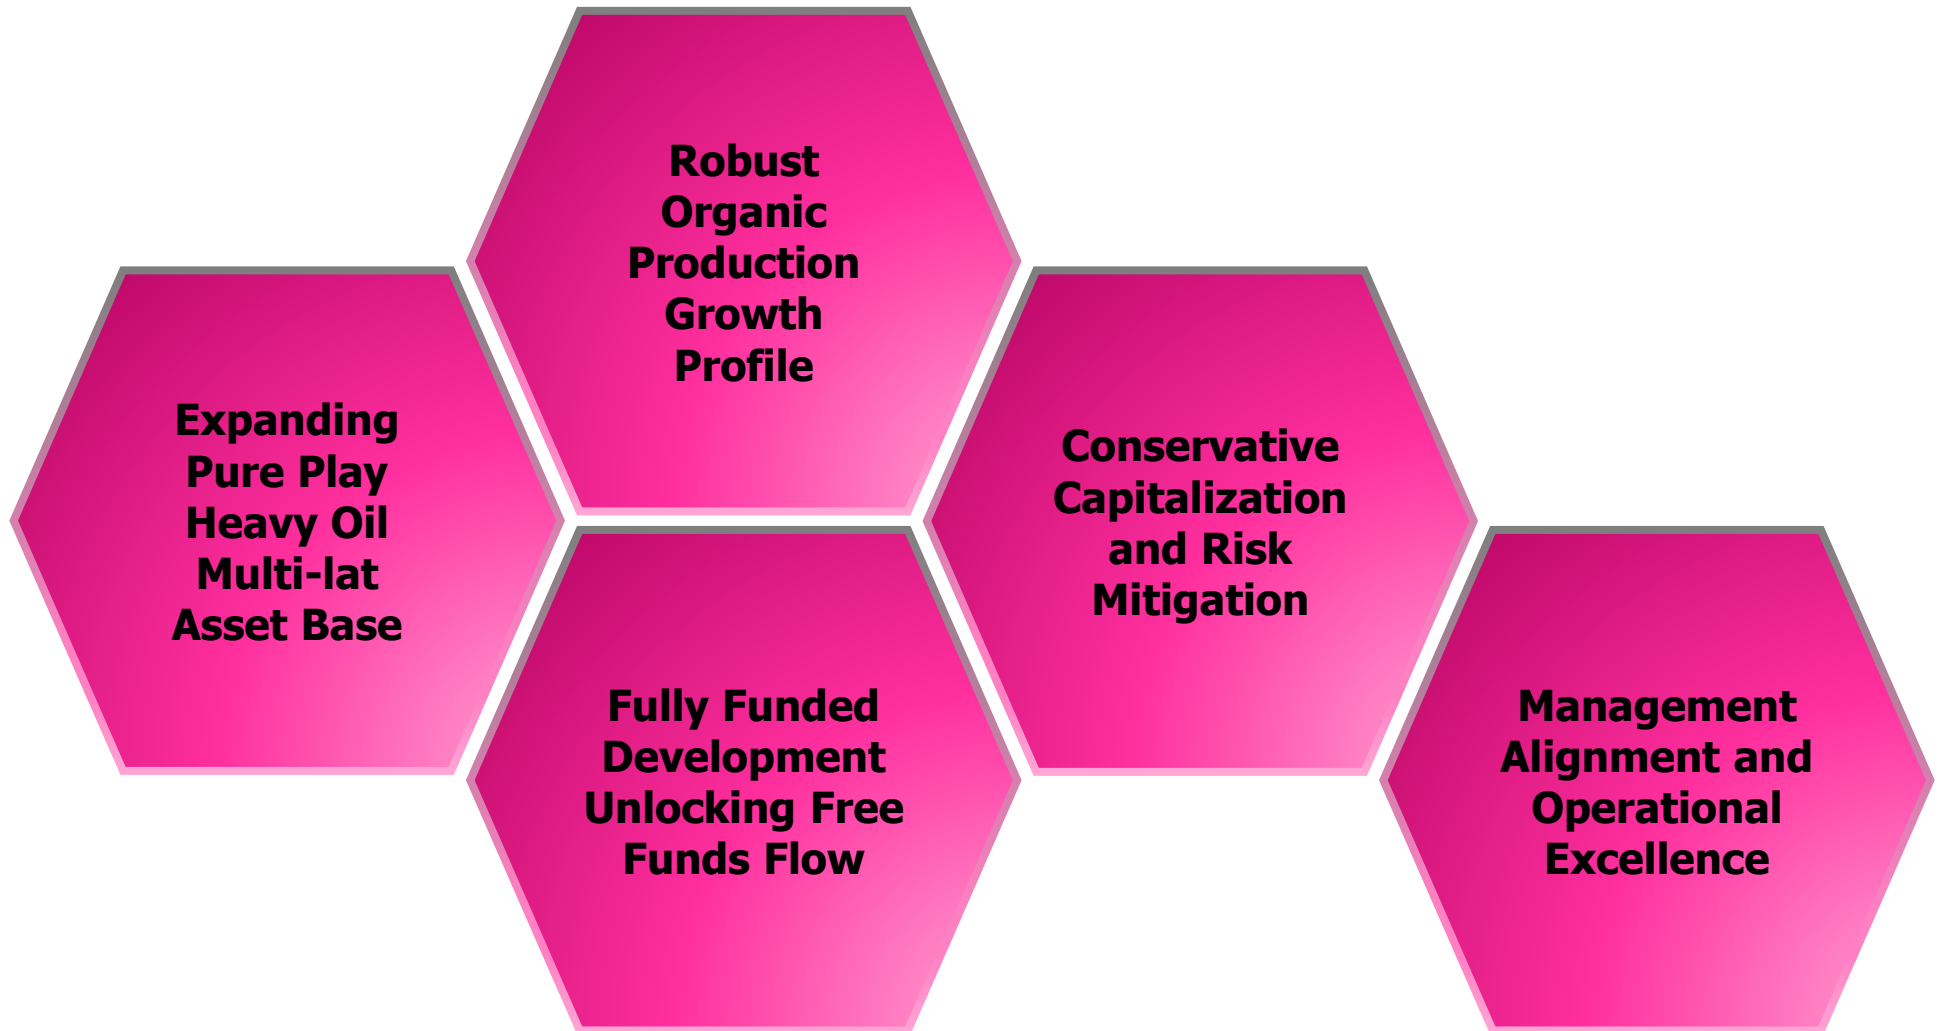 Robust
Organic
Production
Growth
Profile
Expanding
Pure Play
Heavy Oil
Multi-lat
Asset Base
Conservative
Capitalization
and Risk
Mitigation
Fully Funded
Development
Unlocking Free
Funds Flow
Management
Alignment and
Operational
Excellence